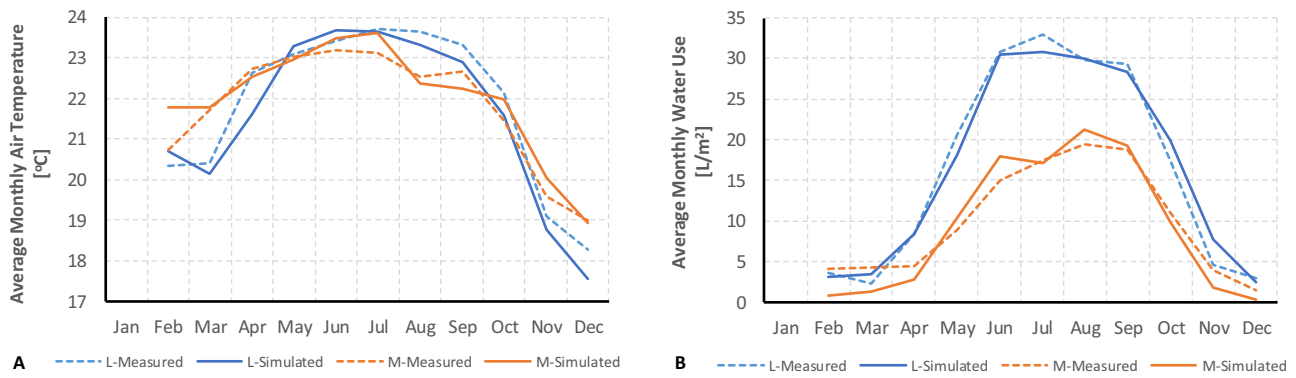 Average Monthly Air Temperature
[ºC]
24
23
22
21
20
19
18
17
Jan Feb Mar Apr May Jun Jul Aug Sep Oct Nov Dec
A
L-Measured L-Simulated M-Measured M-Simulated
Average Monthly Water Use
[L/m²]
35
30
25
20
15
10
5
0
Jan Feb Mar Apr May Jun Jul Aug Sep Oct Nov Dec
B
L-Measured L-Simulated M-Measured M-Simulated